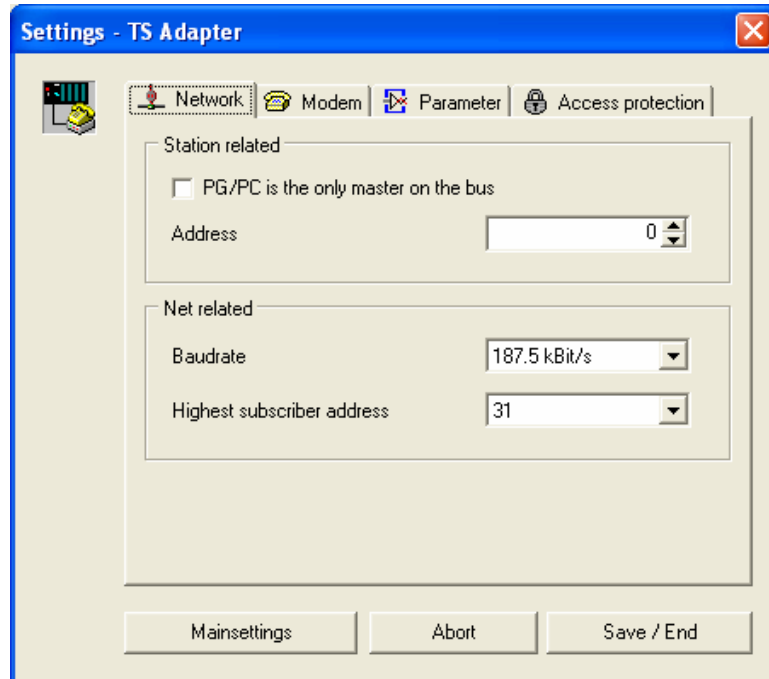 Settings - TS Adapter
Network Modem Parameter Access protection
Station related
PG/PC is the only master on the bus
Address 0
Net related
Baudrate 187.5 kBit/s
Highest subscriber address 31
Mainsettings Abort Save / End